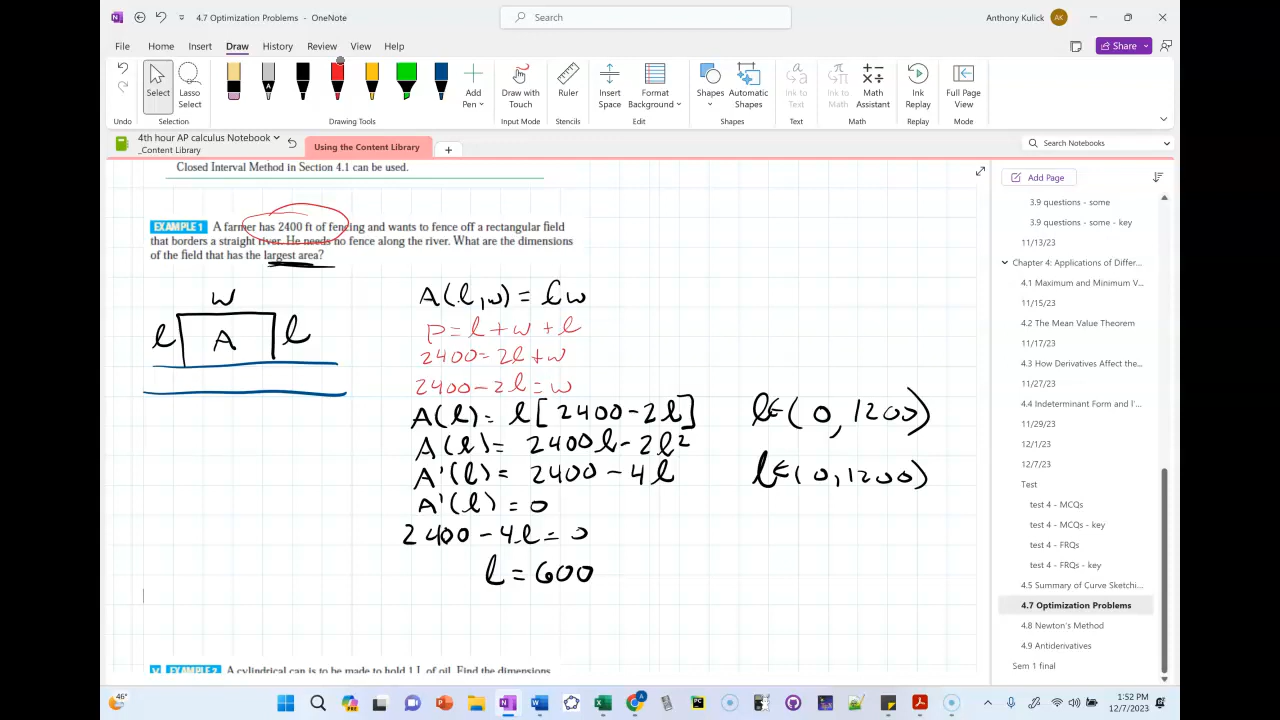 4.7 Optimization Problems - OneNote
Search
Anthony Kulick AK
File Home Insert Draw History Review View Help
Share
Select
Lasso Select
Add Pen
Draw with Touch
Ruler
Insert Space
Format Background
Shapes
Automatic Shapes
Ink to Text
Ink to Math
Math Assistant
Ink Replay
Full Page View
Undo Selection Drawing Tools Input Mode Stencils Edit Shapes Text Math Replay Mode
4th hour AP calculus Notebook
_Content Library
Using the Content Library
Search Notebooks
Closed Interval Method in Section 4.1 can be used.
EXAMPLE 1 A farmer has 2400 ft of fencing and wants to fence off a rectangular field
that borders a straight river. He needs no fence along the river. What are the dimensions
of the field that has the largest area?
w
l A l
A(l,w) = lw
P = l + w + l
2400 = 2l + w
2400 - 2l = w
A(l) = l[2400 - 2l] l∈(0, 1200)
A(l) = 2400l - 2l²
A'(l) = 2400 - 4l l∈(0, 1200)
A'(l) = 0
2400 - 4l = 0
l = 600
EXAMPLE 2 A cylindrical can is to be made to hold 1 L of oil. Find the dimensions
Add Page
3.9 questions - some
3.9 questions - some - key
11/13/23
Chapter 4: Applications of Differ...
4.1 Maximum and Minimum V...
11/15/23
4.2 The Mean Value Theorem
11/17/23
4.3 How Derivatives Affect the...
11/27/23
4.4 Indeterminant Form and l'...
11/29/23
12/1/23
12/7/23
Test
test 4 - MCQs
test 4 - MCQs - key
test 4 - FRQs
test 4 - FRQs - key
4.5 Summary of Curve Sketchi...
4.7 Optimization Problems
4.8 Newton's Method
4.9 Antiderivatives
Sem 1 final
46°
1:52 PM
12/7/2023